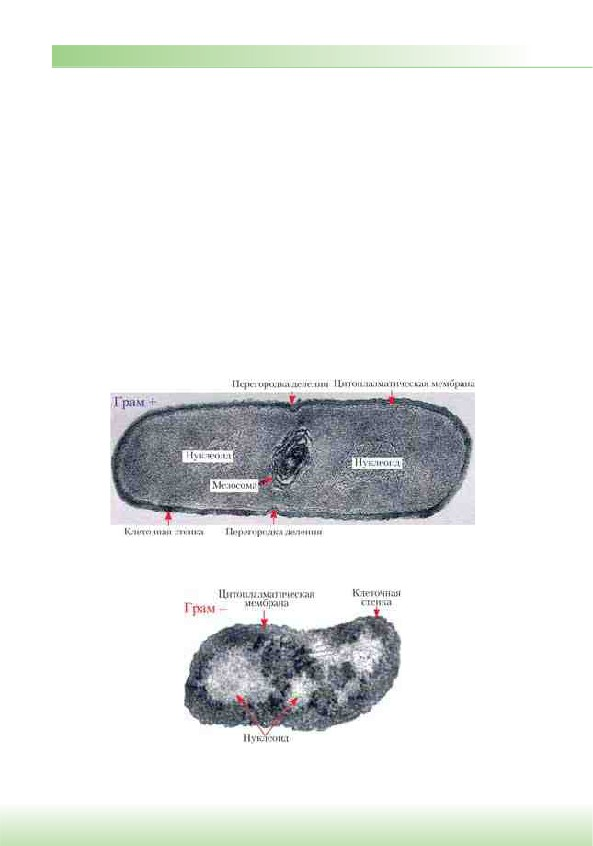 Перегородка деления Цитоплазматическая мембрана
Грам +
Нуклеоид
Нуклеоид
Мезосома
Клеточная стенка Перегородка деления
Цитоплазматическая
мембрана
Клеточная
стенка
Грам –
Нуклеоид